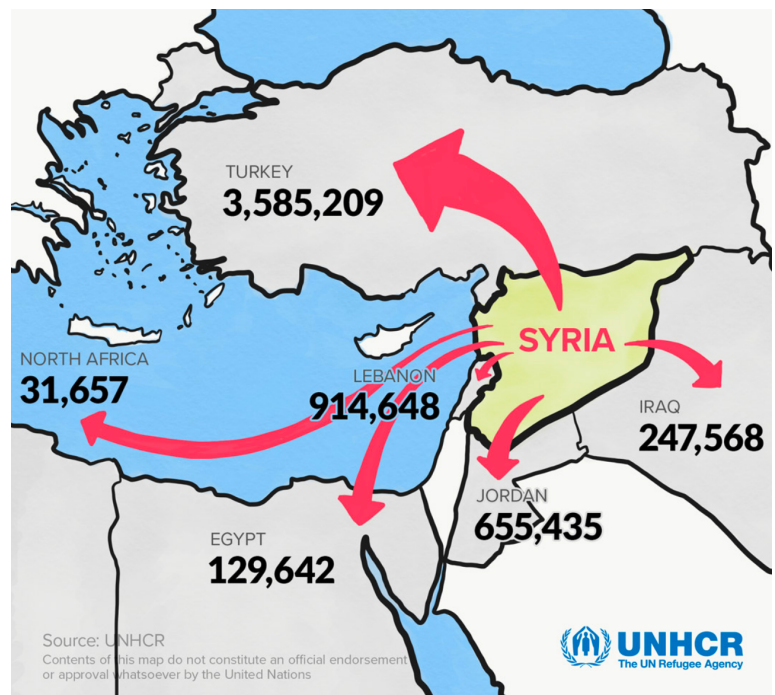 TURKEY
3,585,209
SYRIA
NORTH AFRICA
31,657
LEBANON
914,648
IRAQ
247,568
JORDAN
655,435
EGYPT
129,642
Source: UNHCR
Contents of this map do not constitute an official endorsement
or approval whatsoever by the United Nations
UNHCR
The UN Refugee Agency